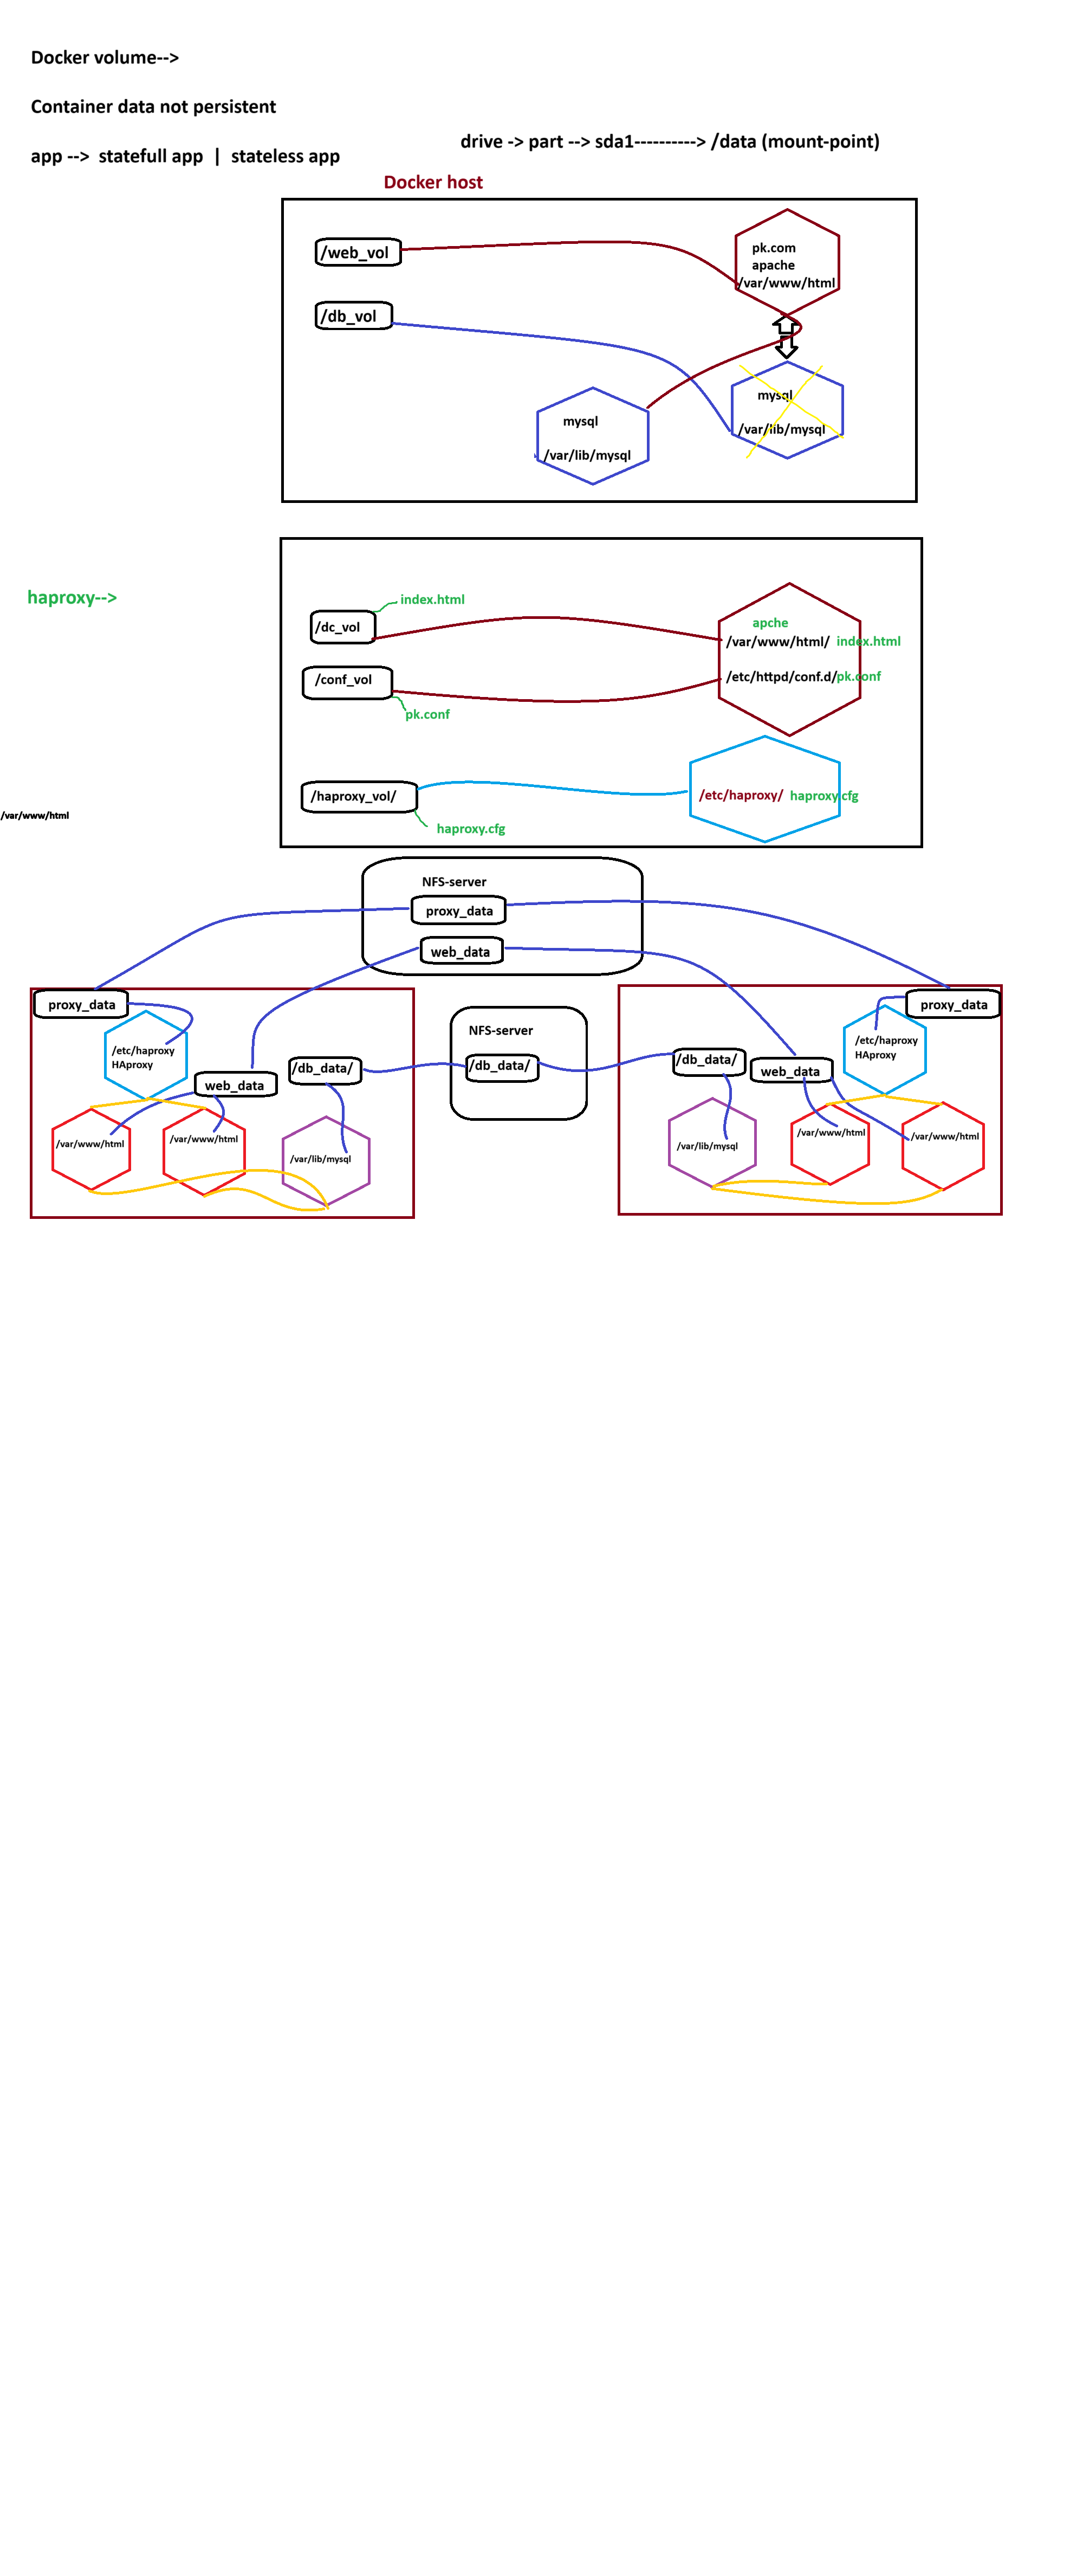 Docker volume-->
Container data not persistent
drive -> part --> sda1----------> /data (mount-point)
app --> statefull app | stateless app
Docker host
/web_vol
pk.com
apache
/var/www/html
/db_vol
mysql
/var/lib/mysql
mysql
/var/lib/mysql
haproxy-->
index.html
/dc_vol
apche
/var/www/html/ index.html
/conf_vol
/etc/httpd/conf.d/pk.conf
pk.conf
/haproxy_vol/
/etc/haproxy/ haproxy.cfg
haproxy.cfg
/var/www/html
NFS-server
proxy_data
web_data
proxy_data
/etc/haproxy
HAproxy
web_data
/db_data/
/var/www/html
/var/www/html
/var/lib/mysql
NFS-server
/db_data/
proxy_data
/etc/haproxy
HAproxy
/db_data/
web_data
/var/lib/mysql
/var/www/html
/var/www/html